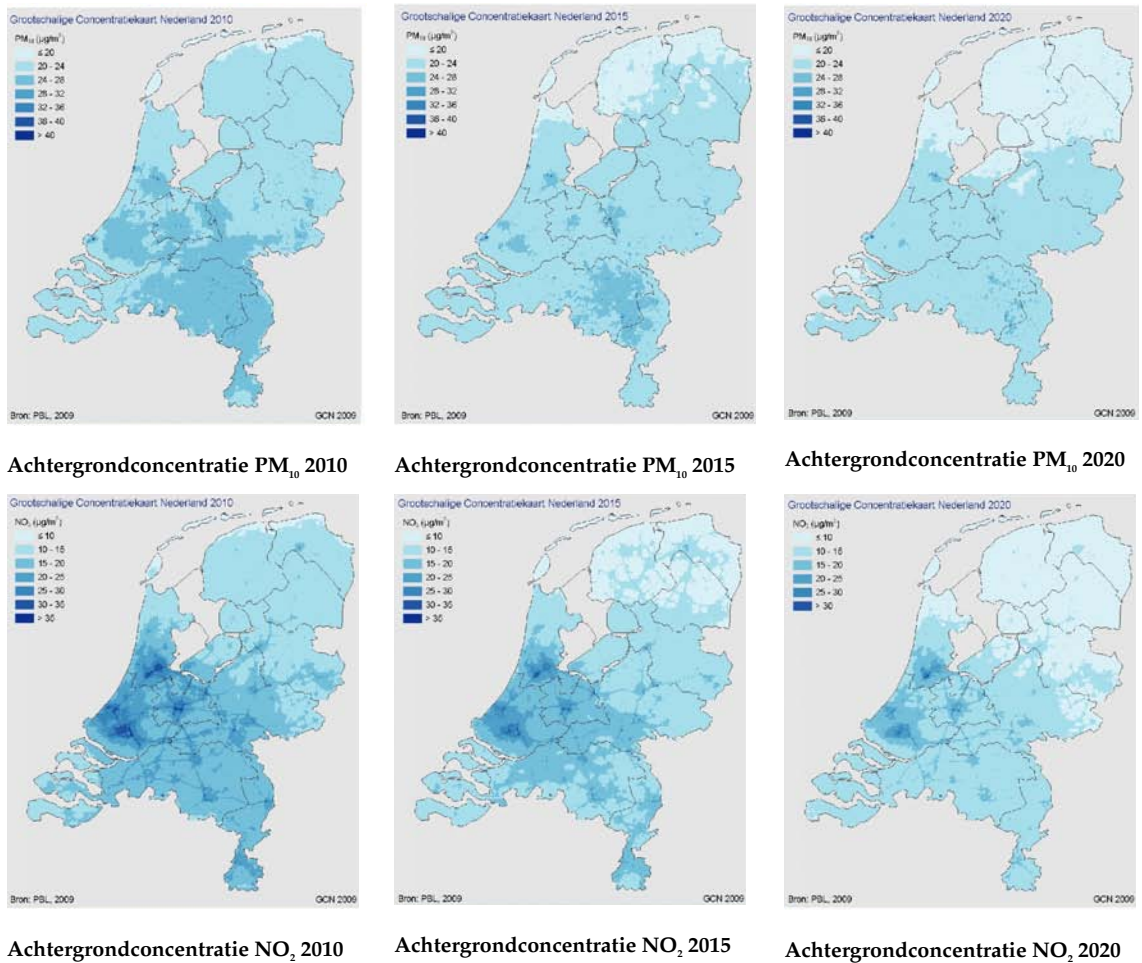 Grootschalige Concentratiekaart Nederland 2010
PM₁₀ (µg/m³)
≤ 20
20 - 24
24 - 28
28 - 32
32 - 36
36 - 40
> 40
Bron: PBL, 2009
GCN 2009
Achtergrondconcentratie PM₁₀ 2010
Grootschalige Concentratiekaart Nederland 2015
PM₁₀ (µg/m³)
≤ 20
20 - 24
24 - 28
28 - 32
32 - 36
36 - 40
> 40
Bron: PBL, 2009
GCN 2009
Achtergrondconcentratie PM₁₀ 2015
Grootschalige Concentratiekaart Nederland 2020
PM₁₀ (µg/m³)
≤ 20
20 - 24
24 - 28
28 - 32
32 - 36
36 - 40
> 40
Bron: PBL, 2009
GCN 2009
Achtergrondconcentratie PM₁₀ 2020
Grootschalige Concentratiekaart Nederland 2010
NO₂ (µg/m³)
≤ 10
10 - 15
15 - 20
20 - 25
25 - 30
30 - 35
> 35
Bron: PBL, 2009
GCN 2009
Achtergrondconcentratie NO₂ 2010
Grootschalige Concentratiekaart Nederland 2015
NO₂ (µg/m³)
≤ 10
10 - 15
15 - 20
20 - 25
25 - 30
30 - 35
> 35
Bron: PBL, 2009
GCN 2009
Achtergrondconcentratie NO₂ 2015
Grootschalige Concentratiekaart Nederland 2020
NO₂ (µg/m³)
≤ 10
10 - 15
15 - 20
20 - 25
25 - 30
> 30
Bron: PBL, 2009
GCN 2009
Achtergrondconcentratie NO₂ 2020